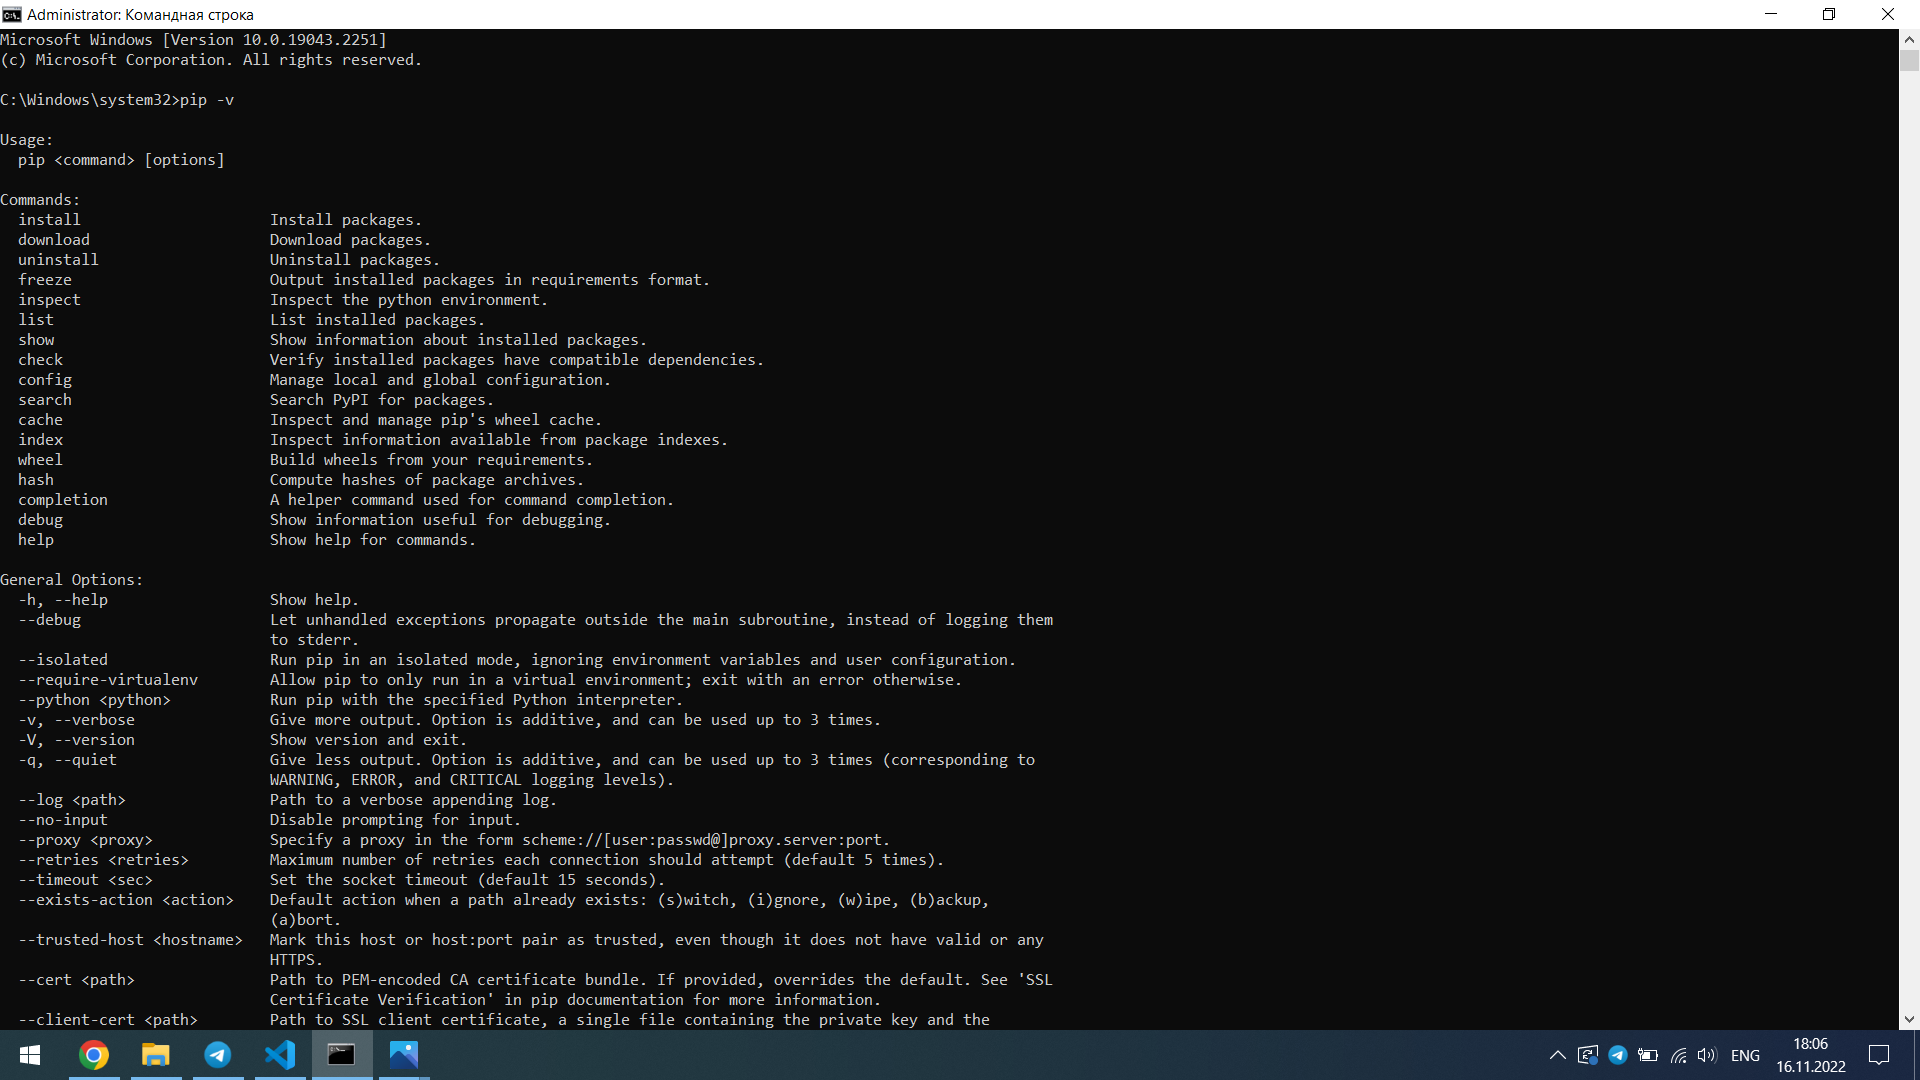 Administrator: Командная строка
Microsoft Windows [Version 10.0.19043.2251]
(c) Microsoft Corporation. All rights reserved.
C:\Windows\system32>pip -v
Usage:
  pip <command> [options]
Commands:
  install                     Install packages.
  download                    Download packages.
  uninstall                   Uninstall packages.
  freeze                      Output installed packages in requirements format.
  inspect                     Inspect the python environment.
  list                        List installed packages.
  show                        Show information about installed packages.
  check                       Verify installed packages have compatible dependencies.
  config                      Manage local and global configuration.
  search                      Search PyPI for packages.
  cache                       Inspect and manage pip's wheel cache.
  index                       Inspect information available from package indexes.
  wheel                       Build wheels from your requirements.
  hash                        Compute hashes of package archives.
  completion                  A helper command used for command completion.
  debug                       Show information useful for debugging.
  help                        Show help for commands.
General Options:
  -h, --help                  Show help.
  --debug                     Let unhandled exceptions propagate outside the main subroutine, instead of logging them
                              to stderr.
  --isolated                  Run pip in an isolated mode, ignoring environment variables and user configuration.
  --require-virtualenv        Allow pip to only run in a virtual environment; exit with an error otherwise.
  --python <python>           Run pip with the specified Python interpreter.
  -v, --verbose               Give more output. Option is additive, and can be used up to 3 times.
  -V, --version               Show version and exit.
  -q, --quiet                 Give less output. Option is additive, and can be used up to 3 times (corresponding to
                              WARNING, ERROR, and CRITICAL logging levels).
  --log <path>                Path to a verbose appending log.
  --no-input                  Disable prompting for input.
  --proxy <proxy>             Specify a proxy in the form scheme://[user:passwd@]proxy.server:port.
  --retries <retries>         Maximum number of retries each connection should attempt (default 5 times).
  --timeout <sec>             Set the socket timeout (default 15 seconds).
  --exists-action <action>    Default action when a path already exists: (s)witch, (i)gnore, (w)ipe, (b)ackup,
                              (a)bort.
  --trusted-host <hostname>   Mark this host or host:port pair as trusted, even though it does not have valid or any
                              HTTPS.
  --cert <path>               Path to PEM-encoded CA certificate bundle. If provided, overrides the default. See 'SSL
                              Certificate Verification' in pip documentation for more information.
  --client-cert <path>        Path to SSL client certificate, a single file containing the private key and the
ENG
18:06
16.11.2022